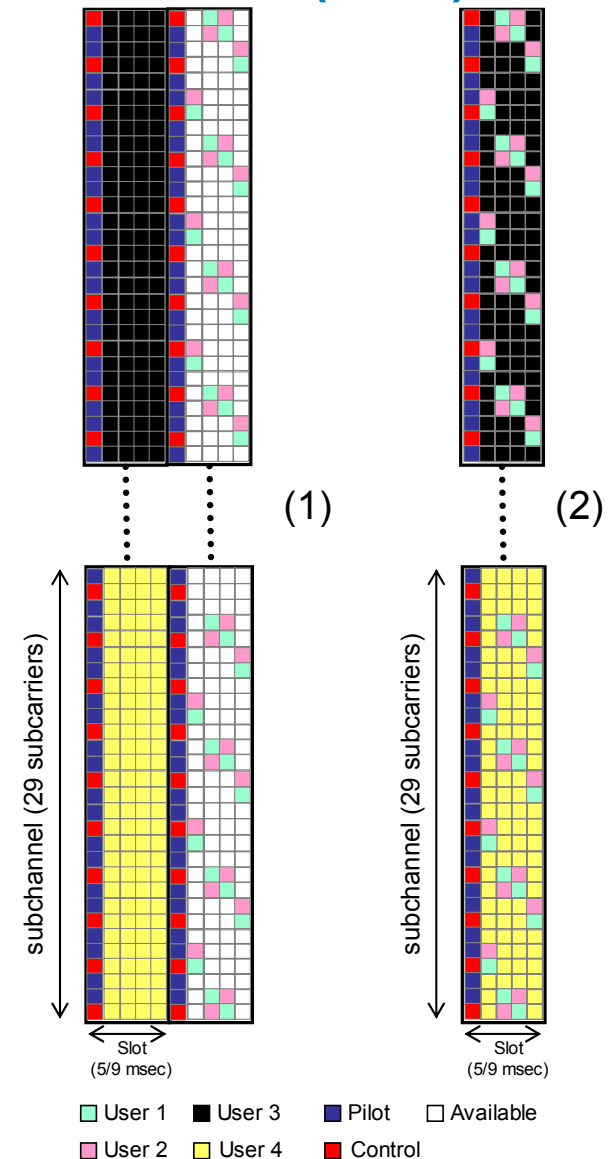 (1)
(2)
subchannel (29 subcarriers)
subchannel (29 subcarriers)
Slot
(5/9 msec)
Slot
(5/9 msec)
User 1
User 3
Pilot
Available
User 2
User 4
Control